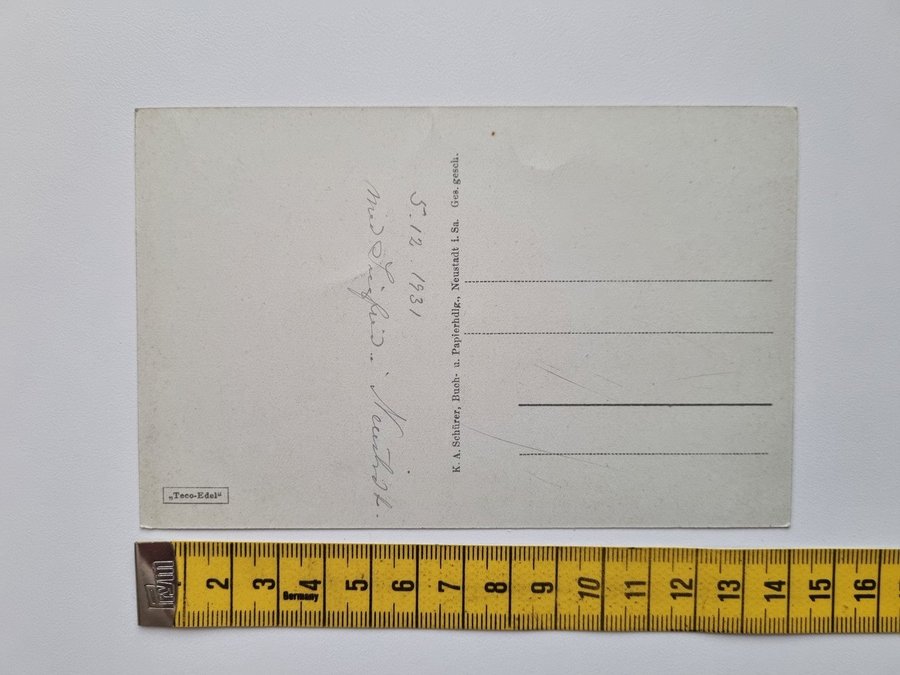 5.12.1931
K. A. Schürer, Buch- u. Papierhdlg., Neustadt i. Sa. Ges. gesch.
„Teco-Edel“
Prym
2 3 4 5 6 7 8 9 10 11 12 13 14 15 16
Germany